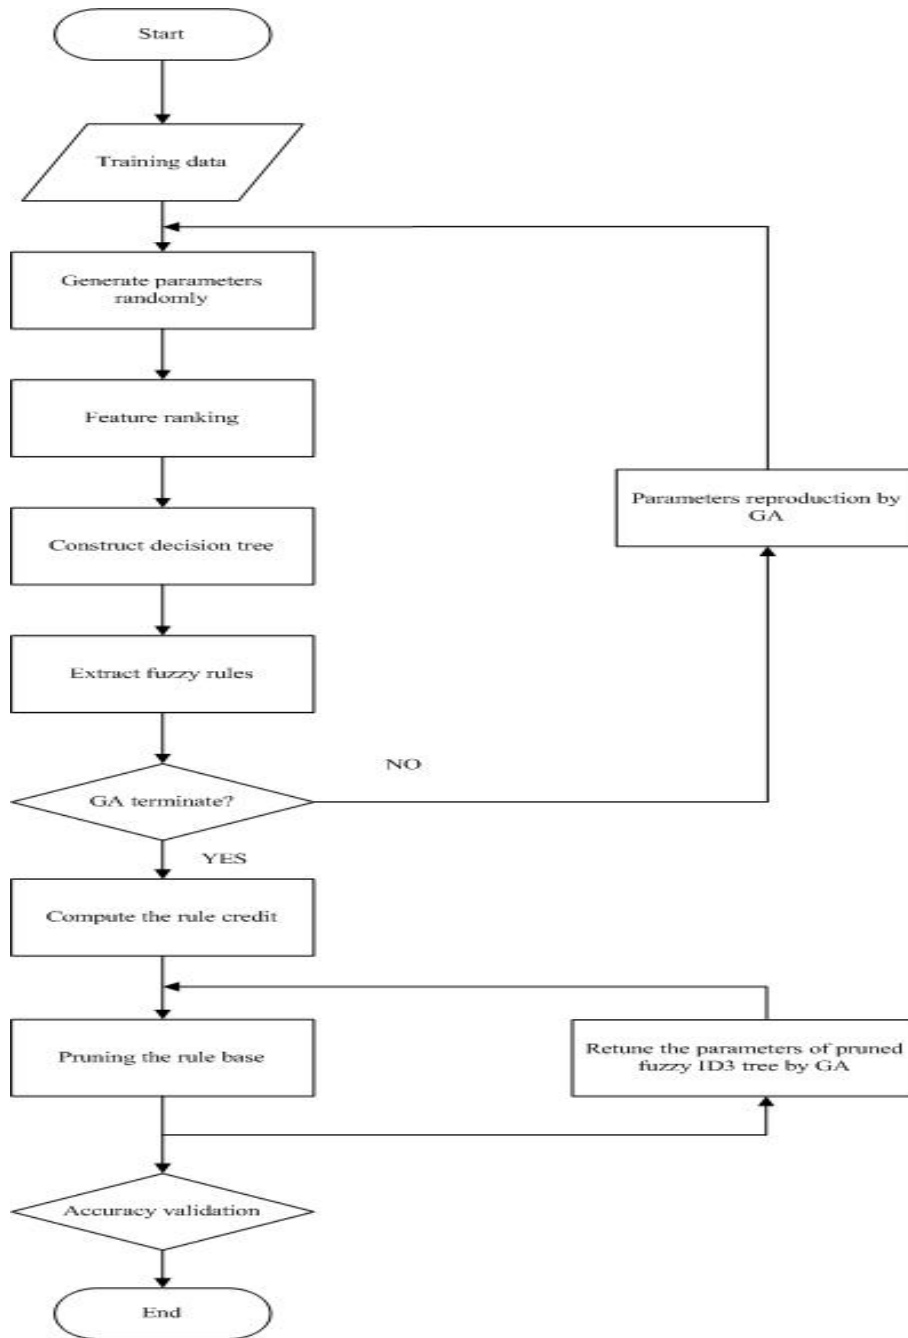 Start
Training data
Generate parameters
randomly
Feature ranking
Construct decision tree
Parameters reproduction by
GA
Extract fuzzy rules
NO
GA terminate?
YES
Compute the rule credit
Pruning the rule base
Retune the parameters of pruned
fuzzy ID3 tree by GA
Accuracy validation
End